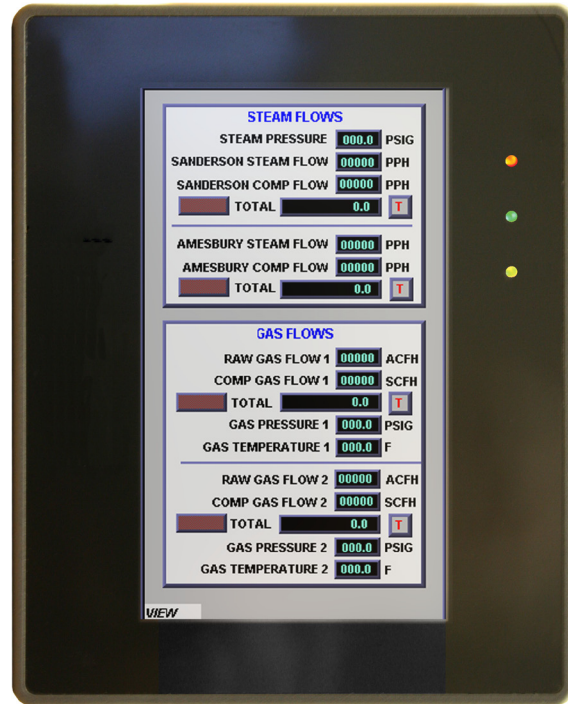 STEAM FLOWS
STEAM PRESSURE 000.0 PSIG
SANDERSON STEAM FLOW 00000 PPH
SANDERSON COMP FLOW 00000 PPH
TOTAL 0.0 T
AMESBURY STEAM FLOW 00000 PPH
AMESBURY COMP FLOW 00000 PPH
TOTAL 0.0 T
GAS FLOWS
RAW GAS FLOW 1 00000 ACFH
COMP GAS FLOW 1 00000 SCFH
TOTAL 0.0 T
GAS PRESSURE 1 000.0 PSIG
GAS TEMPERATURE 1 000.0 F
RAW GAS FLOW 2 00000 ACFH
COMP GAS FLOW 2 00000 SCFH
TOTAL 0.0 T
GAS PRESSURE 2 000.0 PSIG
GAS TEMPERATURE 2 000.0 F
VIEW